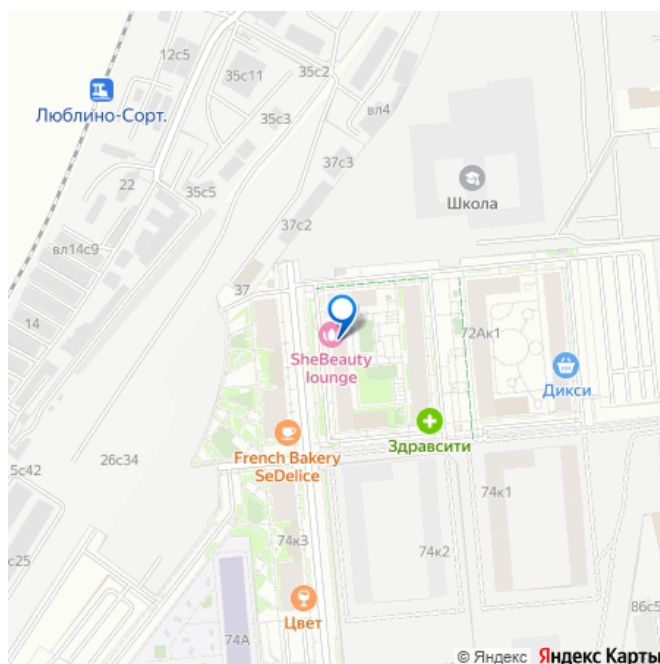 12с5
35с11
35с2
Люблино-Сорт.
35с3
вл4
37с3
22
35с5
Школа
37с2
вл14с9
37
14
72Ак1
SheBeauty
lounge
Дикси
French Bakery
SeDelice
Здравсити
26с34
5с42
74к1
74к3
74к2
с25
86с5
74А
Цвет
© Яндекс Яндекс Карты